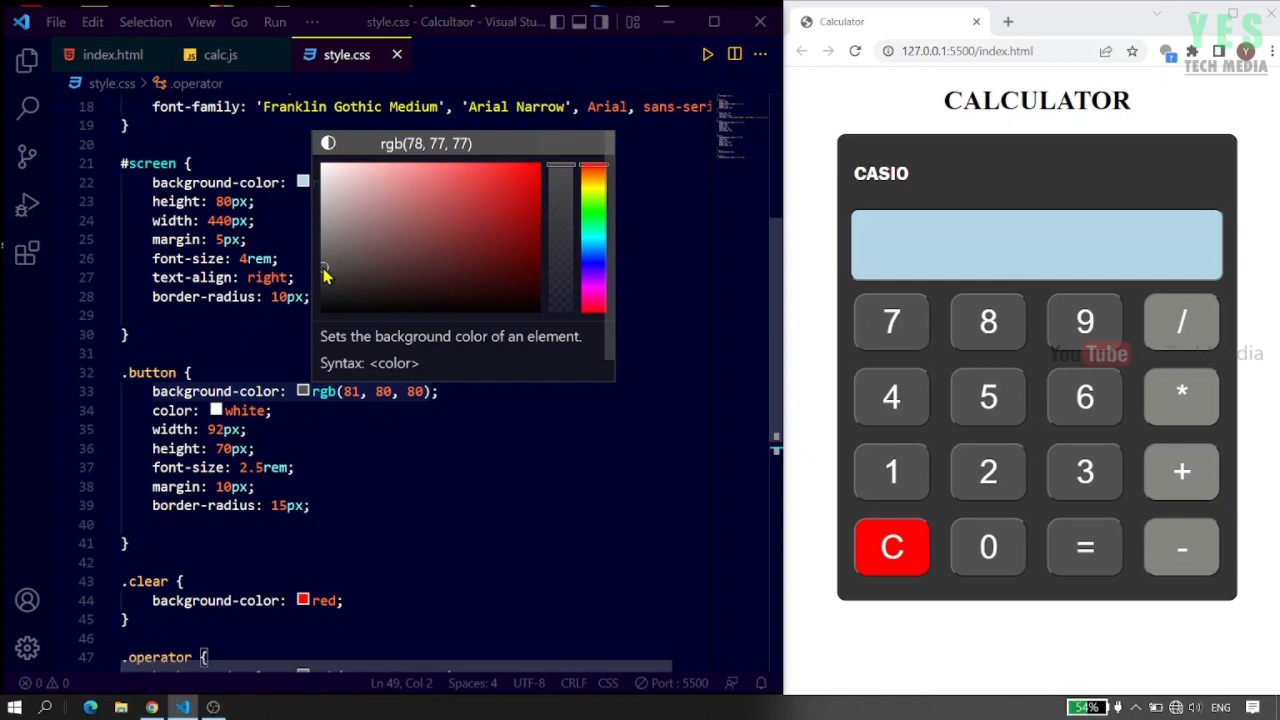 File Edit Selection View Go Run ··· style.css - Calcultaor - Visual Stu...
index.html
calc.js
style.css
style.css > .operator
18 font-family: 'Franklin Gothic Medium', 'Arial Narrow', Arial, sans-seri
19 }
20
21 #screen {
22 background-color:
23 height: 80px;
24 width: 440px;
25 margin: 5px;
26 font-size: 4rem;
27 text-align: right;
28 border-radius: 10px;
29
30 }
31
32 .button {
33 background-color: rgb(81, 80, 80);
34 color: white;
35 width: 92px;
36 height: 70px;
37 font-size: 2.5rem;
38 margin: 10px;
39 border-radius: 15px;
40
41 }
42
43 .clear {
44 background-color: red;
45 }
46
47 .operator {
rgb(78, 77, 77)
Sets the background color of an element.
Syntax: <color>
0 0 Ln 49, Col 2 Spaces: 4 UTF-8 CRLF CSS Port : 5500
Calculator
127.0.0.1:5500/index.html
Y
YES
TECH MEDIA
CALCULATOR
CASIO
7 8 9 /
YouTube
4 5 6 *
1 2 3 +
C 0 = -
54% ENG